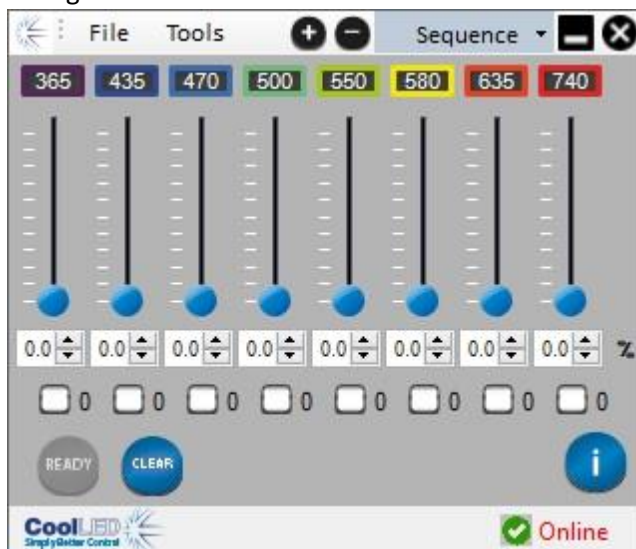 File Tools + - Sequence
365 435 470 500 550 580 635 740
0.0 0.0 0.0 0.0 0.0 0.0 0.0 0.0 %
0 0 0 0 0 0 0 0
READY CLEAR i
CoolLED
Simply Better Control
Online